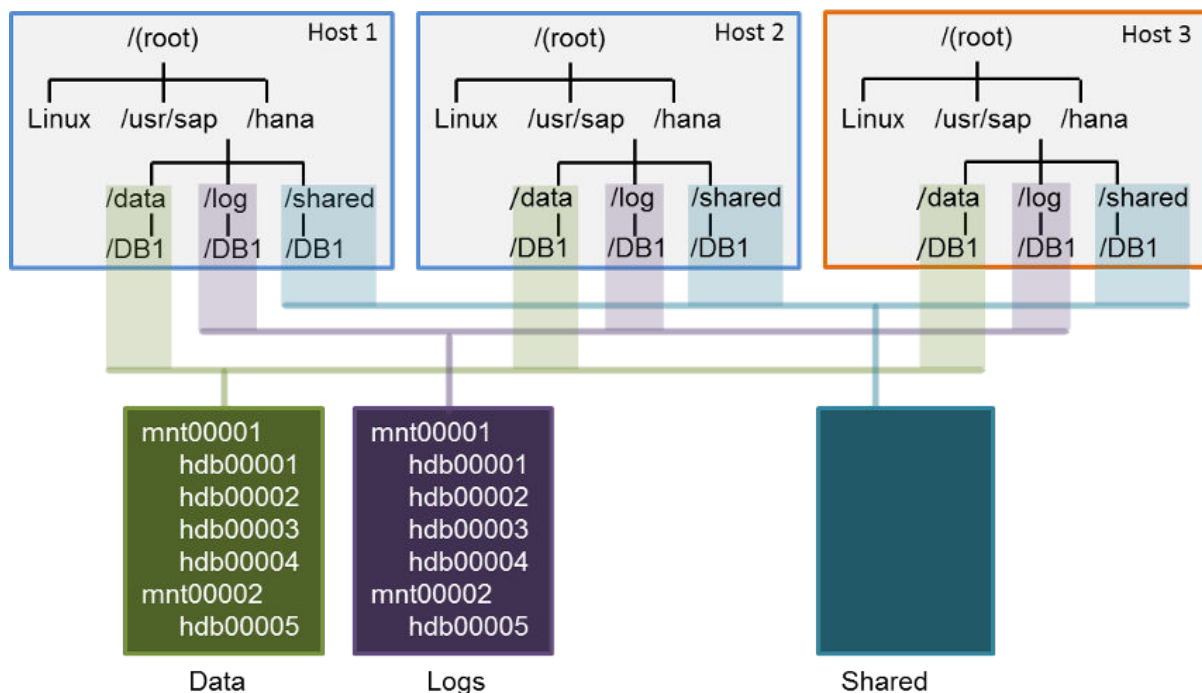 /(root) Host 1
Linux /usr/sap /hana
/data /log /shared
/DB1 /DB1 /DB1
/(root) Host 2
Linux /usr/sap /hana
/data /log /shared
/DB1 /DB1 /DB1
/(root) Host 3
Linux /usr/sap /hana
/data /log /shared
/DB1 /DB1 /DB1
mnt00001
hdb00001
hdb00002
hdb00003
hdb00004
mnt00002
hdb00005
Data
mnt00001
hdb00001
hdb00002
hdb00003
hdb00004
mnt00002
hdb00005
Logs
Shared